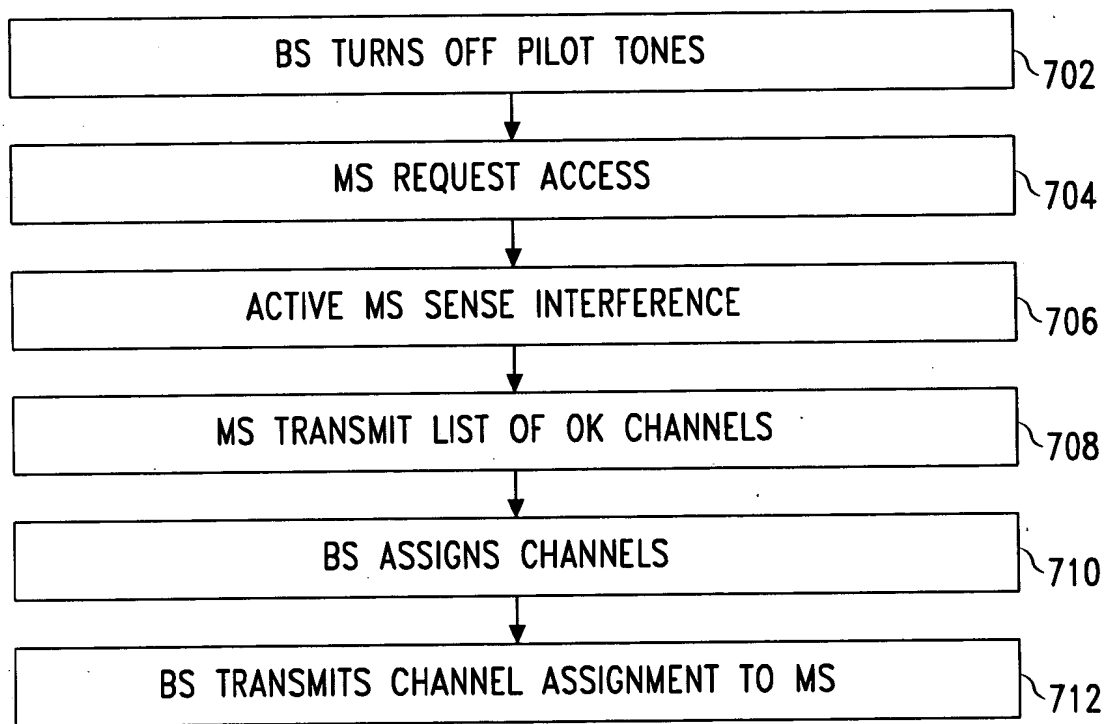 BS TURNS OFF PILOT TONES
702
MS REQUEST ACCESS
704
ACTIVE MS SENSE INTERFERENCE
706
MS TRANSMIT LIST OF OK CHANNELS
708
BS ASSIGNS CHANNELS
710
BS TRANSMITS CHANNEL ASSIGNMENT TO MS
712